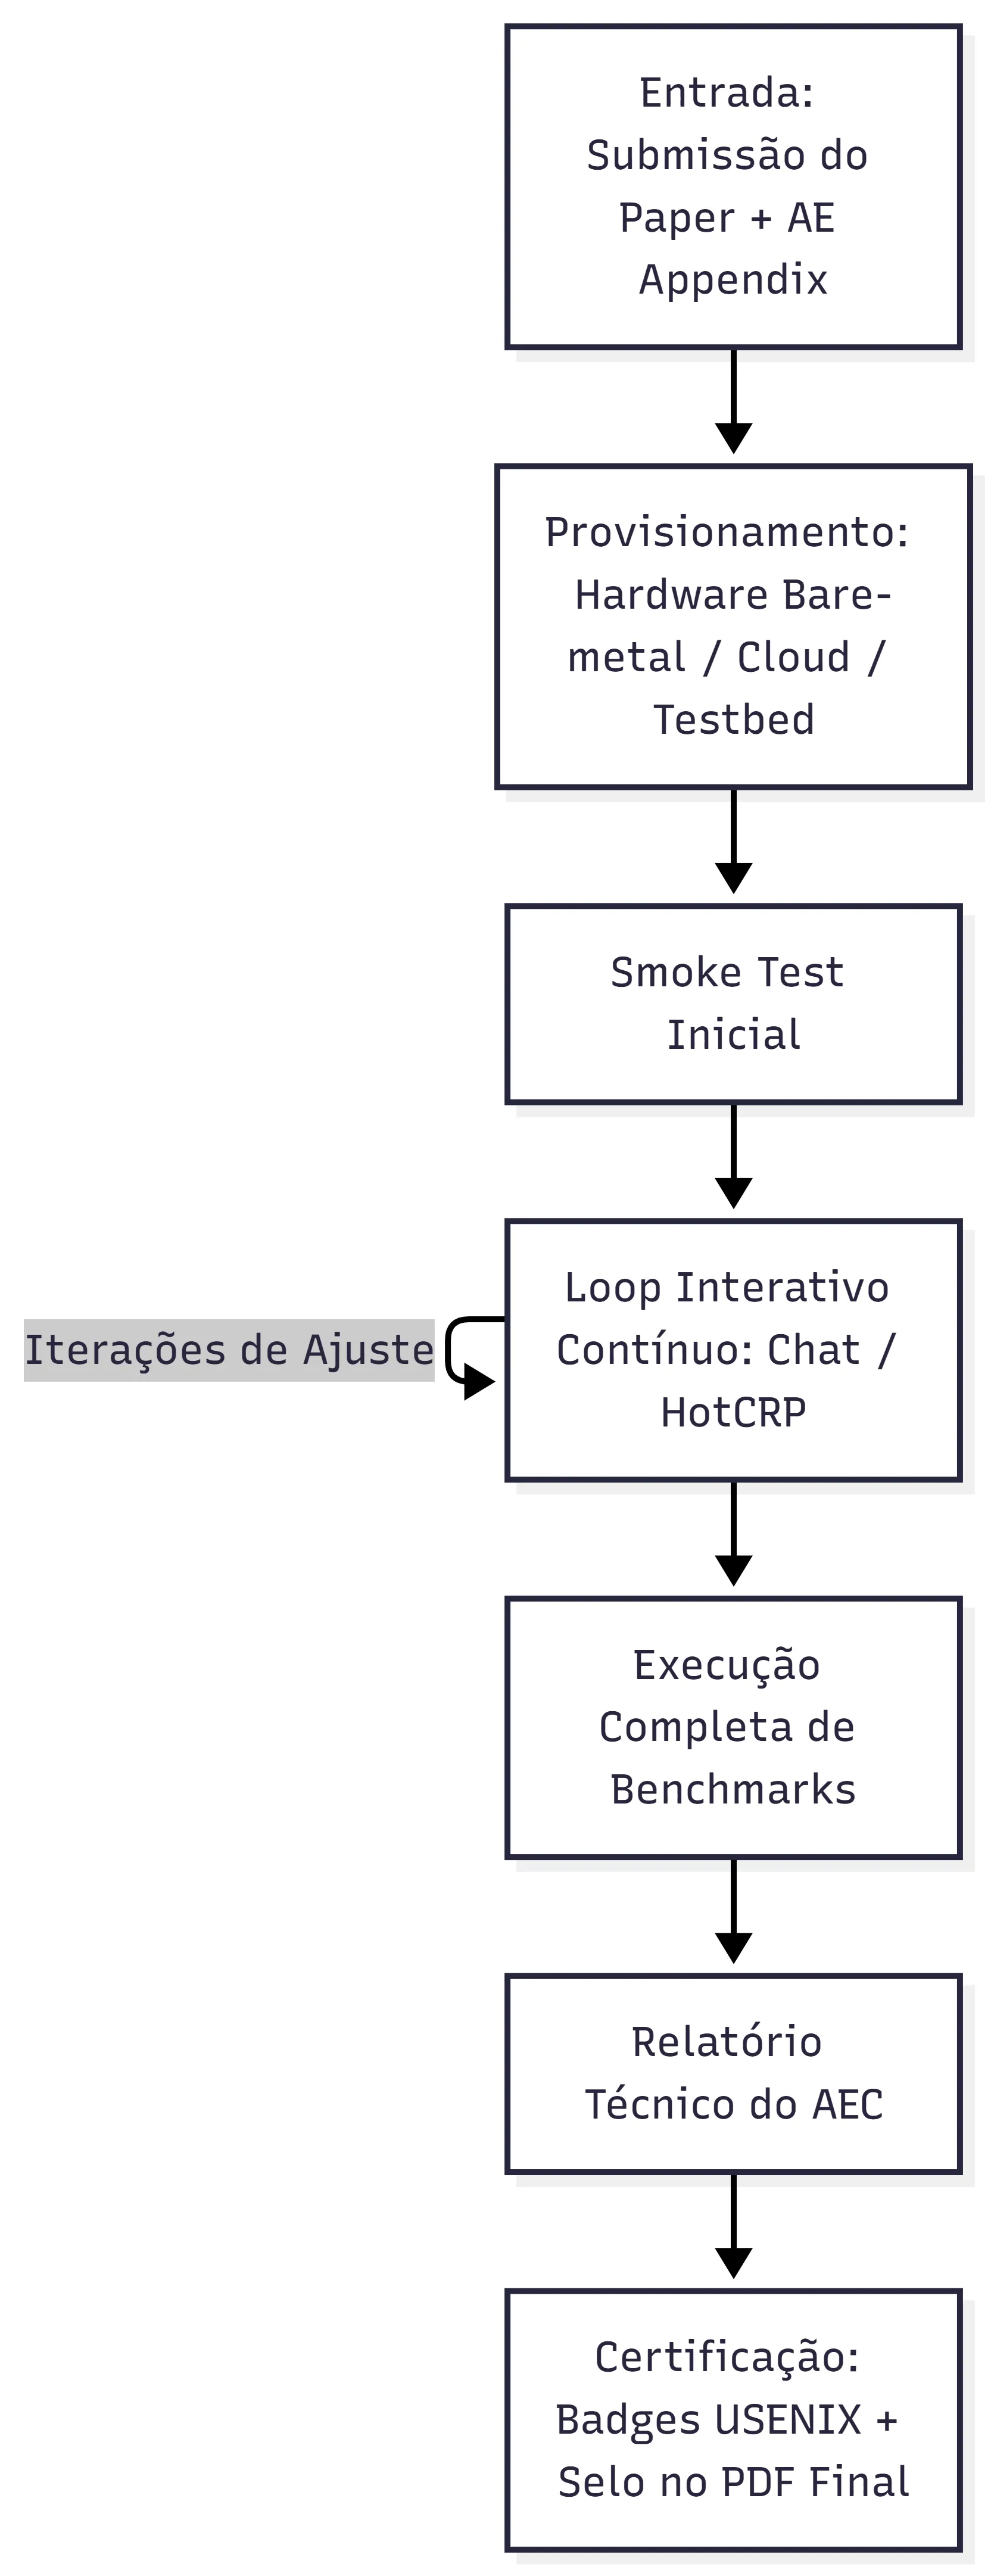 Entrada:
Submissão do
Paper + AE
Appendix
Provisionamento:
Hardware Bare-
metal / Cloud /
Testbed
Smoke Test
Inicial
Loop Interativo
Contínuo: Chat /
HotCRP
Iterações de Ajuste
Execução
Completa de
Benchmarks
Relatório
Técnico do AEC
Certificação:
Badges USENIX +
Selo no PDF Final